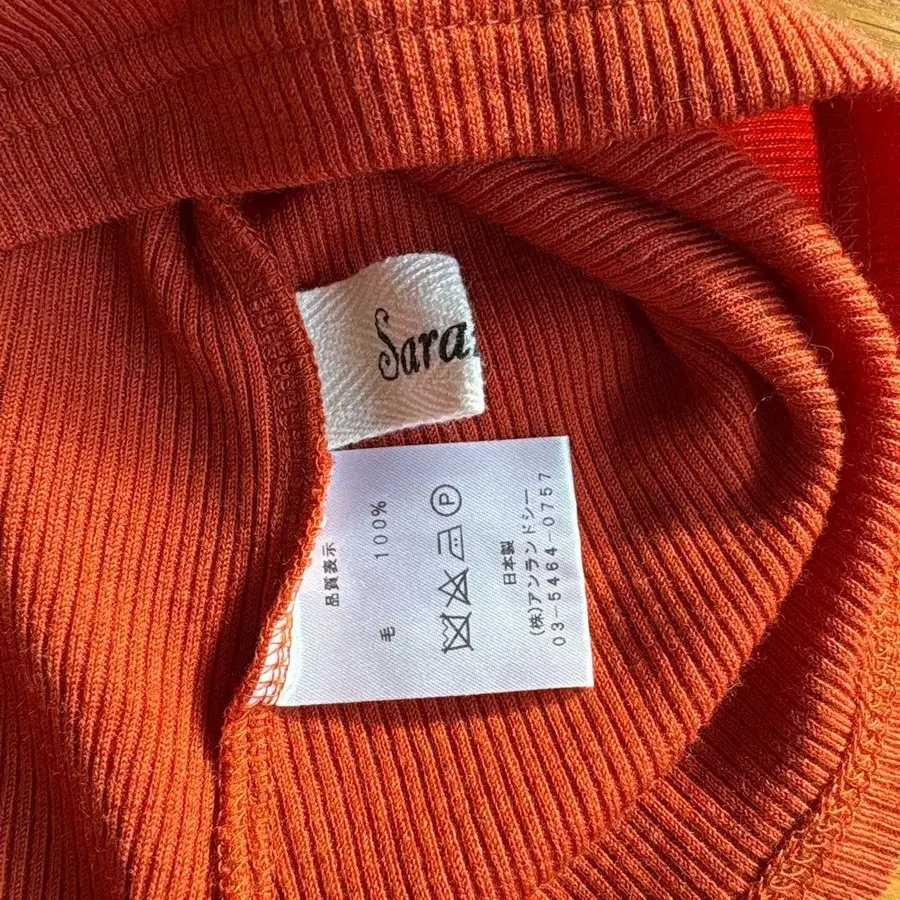 Sara
品質表示
毛 100%
P
日本製
(株)アンランドシー
03-5464-0757